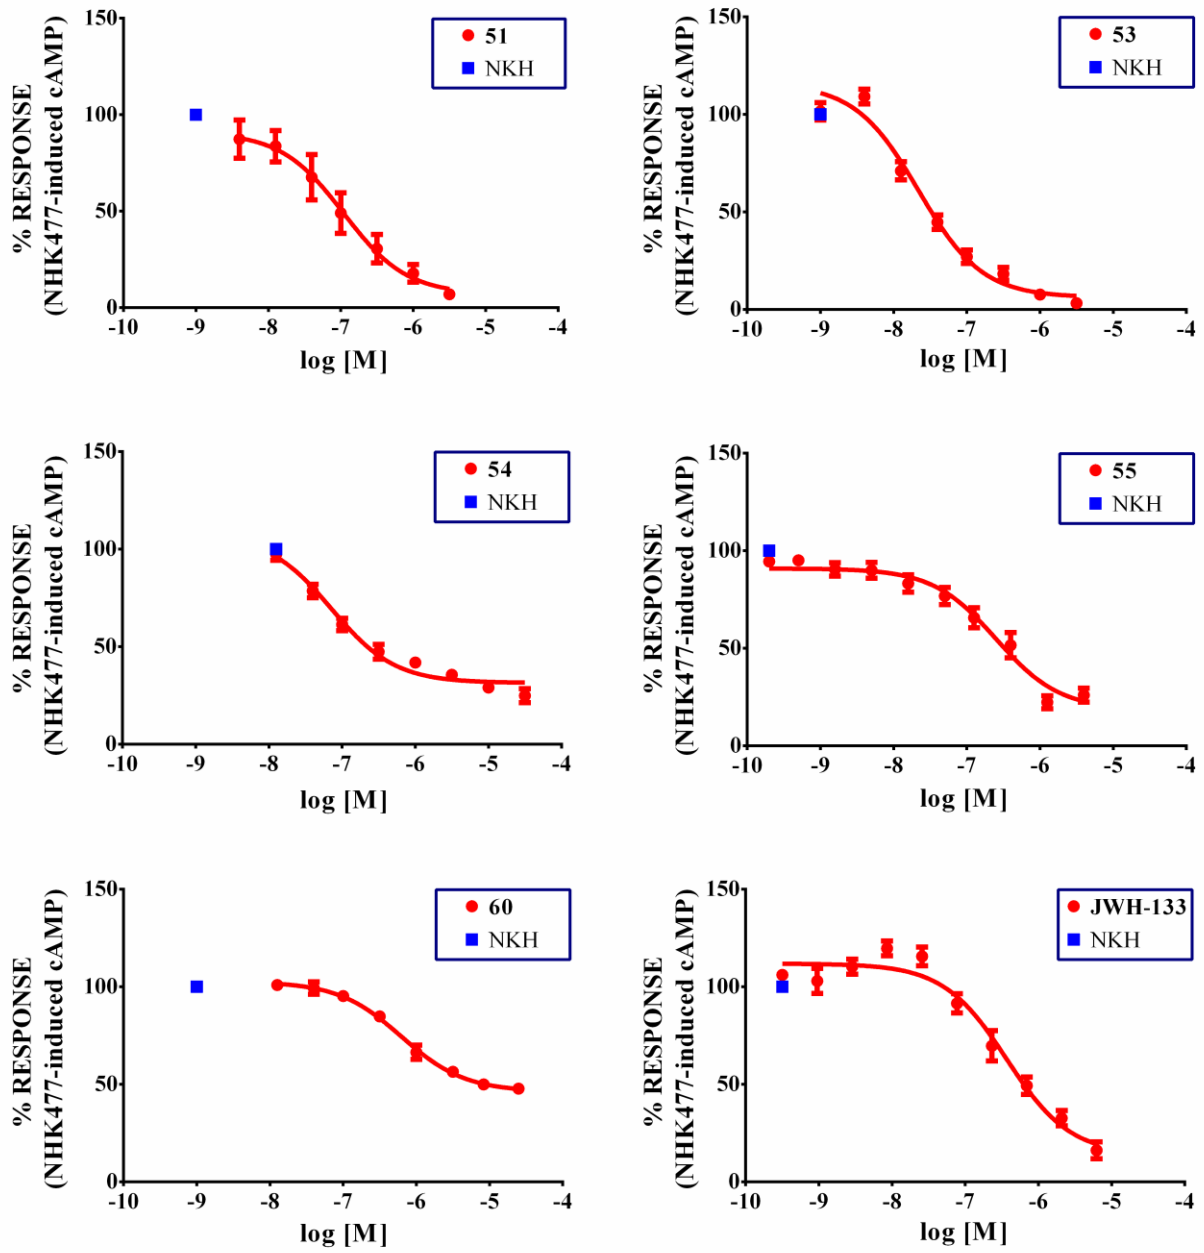 % RESPONSE
(NHK477-induced cAMP)
150
100
50
0
-10 -9 -8 -7 -6 -5 -4
log [M]
51
NKH
% RESPONSE
(NHK477-induced cAMP)
150
100
50
0
-10 -9 -8 -7 -6 -5 -4
log [M]
53
NKH
% RESPONSE
(NHK477-induced cAMP)
150
100
50
0
-10 -9 -8 -7 -6 -5 -4
log [M]
54
NKH
% RESPONSE
(NHK477-induced cAMP)
150
100
50
0
-10 -9 -8 -7 -6 -5 -4
log [M]
55
NKH
% RESPONSE
(NHK477-induced cAMP)
150
100
50
0
-10 -9 -8 -7 -6 -5 -4
log [M]
60
NKH
% RESPONSE
(NHK477-induced cAMP)
150
100
50
0
-10 -9 -8 -7 -6 -5 -4
log [M]
JWH-133
NKH